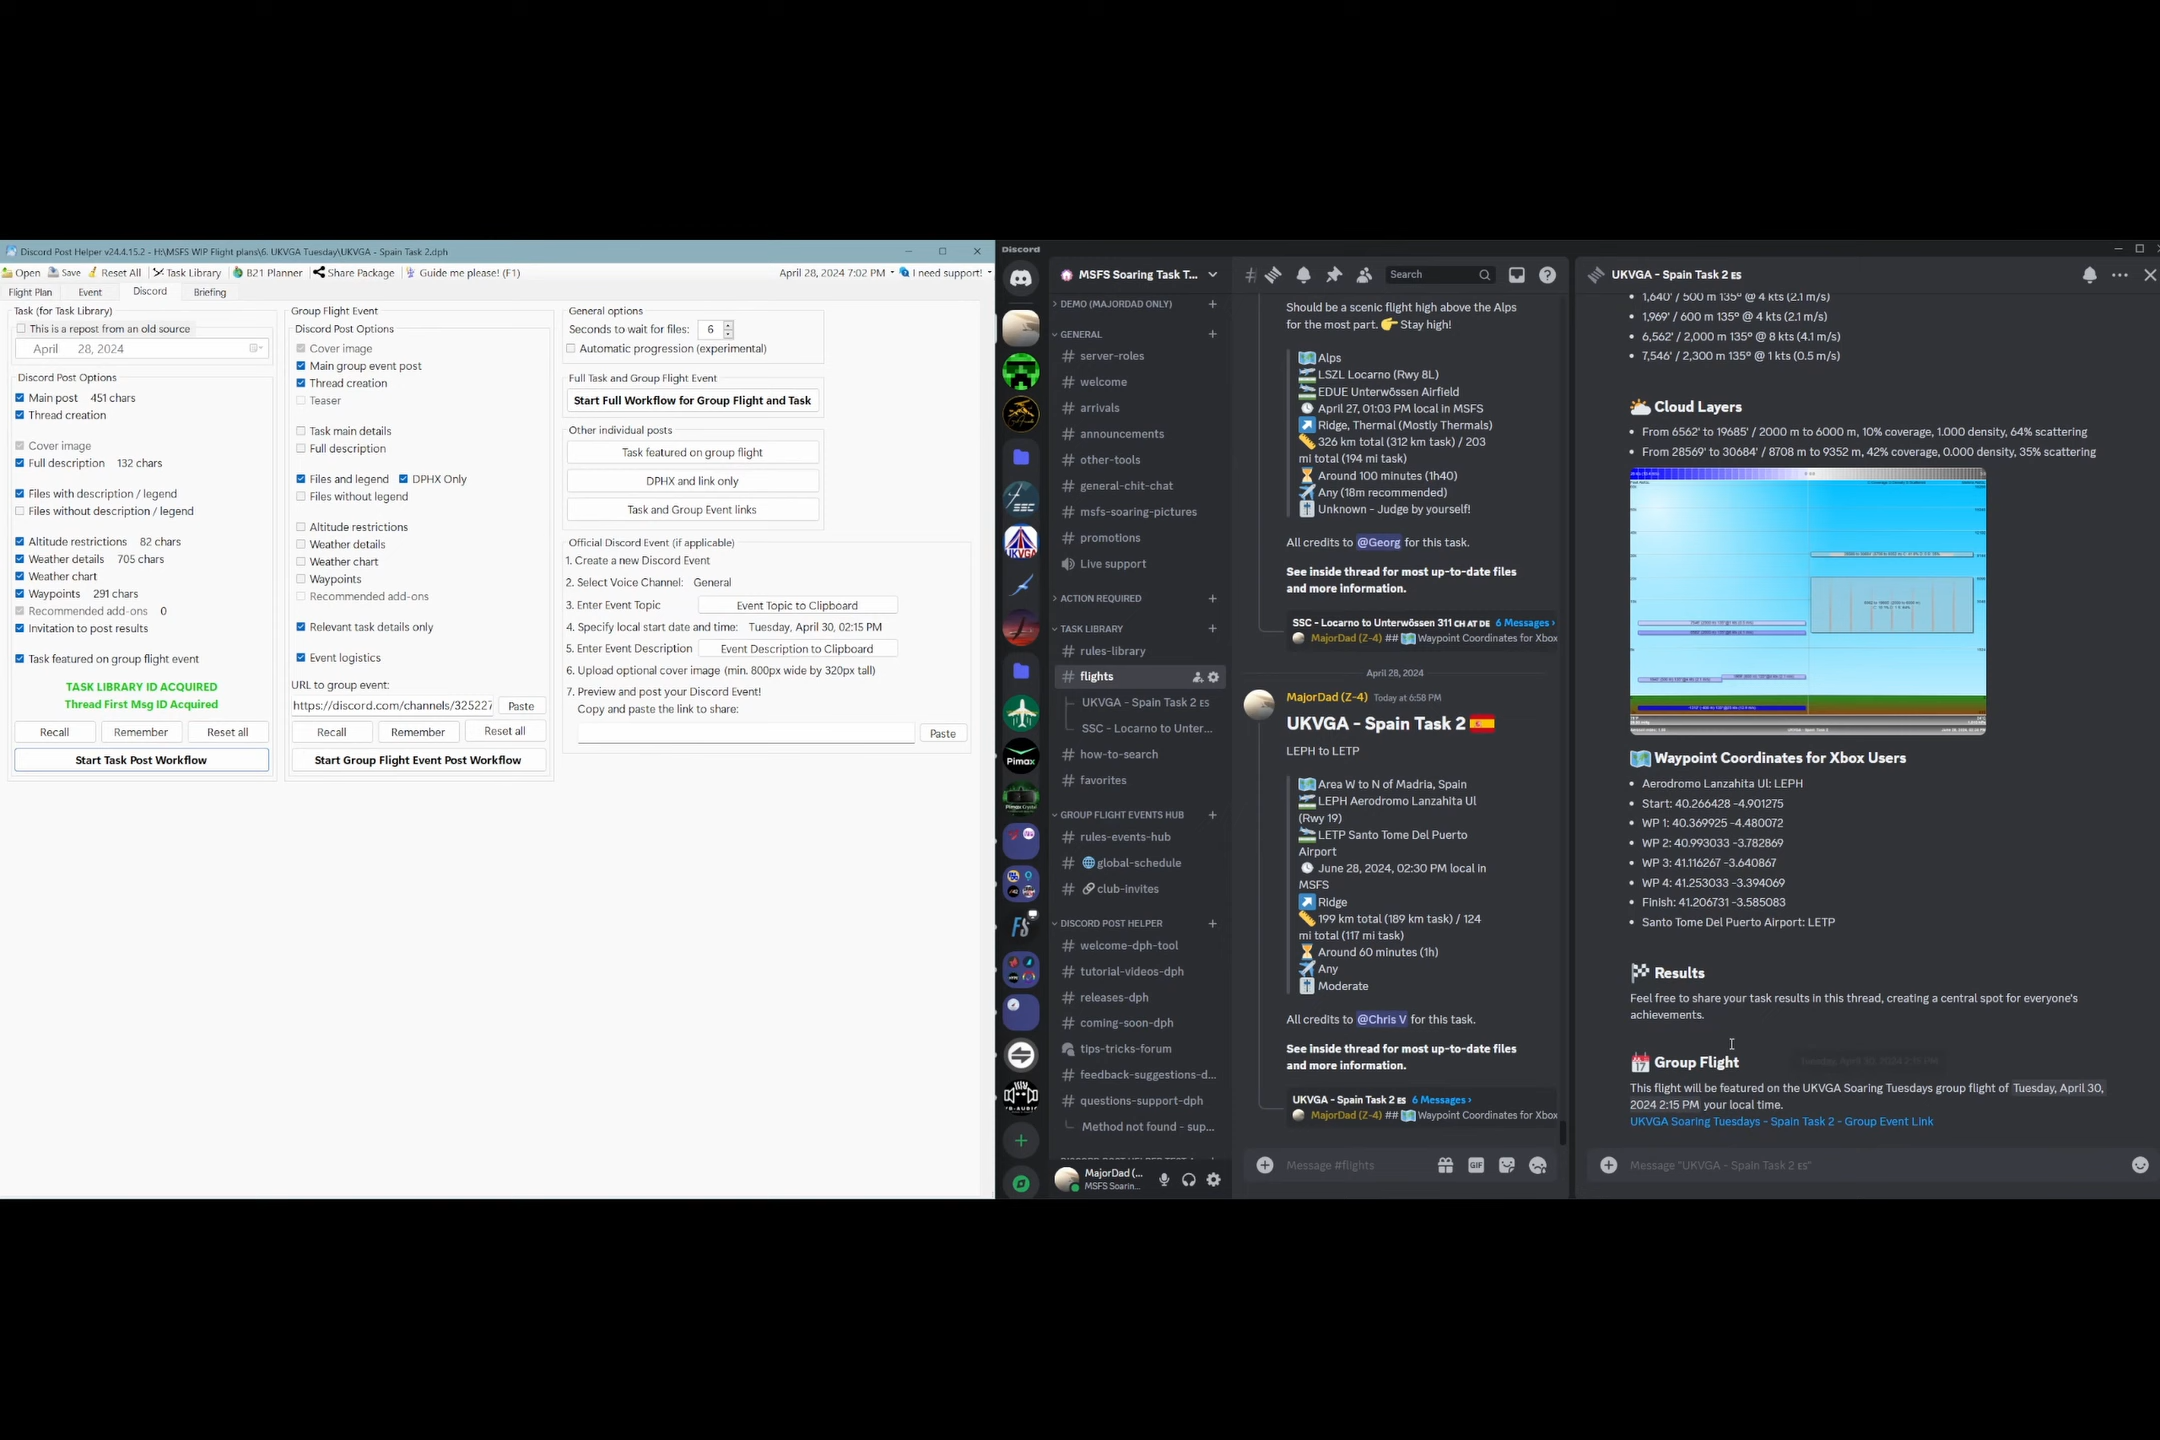 Discord Post Helper v24.4.15.2 - H:\MSFS WIP Flight plans\6. UKVGA Tuesday\UKVGA - Spain Task 2.dph
Open Save Reset All Task Library B21 Planner Share Package Guide me please! (F1) April 28, 2024 7:02 PM I need support!
Flight Plan Event Discord Briefing
Task (for Task Library)
This is a repost from an old source
April 28, 2024
Discord Post Options
Main post 451 chars
Thread creation
Cover image
Full description 132 chars
Files with description / legend
Files without description / legend
Altitude restrictions 82 chars
Weather details 705 chars
Weather chart
Waypoints 291 chars
Recommended add-ons 0
Invitation to post results
Task featured on group flight event
TASK LIBRARY ID ACQUIRED
Thread First Msg ID Acquired
Recall Remember Reset all
Start Task Post Workflow
Group Flight Event
Discord Post Options
Cover image
Main group event post
Thread creation
Teaser
Task main details
Full description
Files and legend DPHX Only
Files without legend
Altitude restrictions
Weather details
Weather chart
Waypoints
Recommended add-ons
Relevant task details only
Event logistics
URL to group event:
https://discord.com/channels/325227 Paste
Recall Remember Reset all
Start Group Flight Event Post Workflow
General options
Seconds to wait for files: 6
Automatic progression (experimental)
Full Task and Group Flight Event
Start Full Workflow for Group Flight and Task
Other individual posts
Task featured on group flight
DPHX and link only
Task and Group Event links
Official Discord Event (if applicable)
1. Create a new Discord Event
2. Select Voice Channel: General
3. Enter Event Topic Event Topic to Clipboard
4. Specify local start date and time: Tuesday, April 30, 02:15 PM
5. Enter Event Description Event Description to Clipboard
6. Upload optional cover image (min. 800px wide by 320px tall)
7. Preview and post your Discord Event!
Copy and paste the link to share:
Paste
Discord
SSC
UKVGA
Pimax
FS
MSFS Soaring Task T...
DEMO (MAJORDAD ONLY)
GENERAL
server-roles
welcome
arrivals
announcements
other-tools
general-chit-chat
msfs-soaring-pictures
promotions
Live support
ACTION REQUIRED
TASK LIBRARY
rules-library
flights
UKVGA - Spain Task 2 ES
SSC - Locarno to Unter...
how-to-search
favorites
GROUP FLIGHT EVENTS HUB
rules-events-hub
global-schedule
club-invites
DISCORD POST HELPER
welcome-dph-tool
tutorial-videos-dph
releases-dph
coming-soon-dph
tips-tricks-forum
feedback-suggestions-d...
questions-support-dph
Method not found - sup...
MajorDad (...
MSFS Soarin...
Search
Should be a scenic flight high above the Alps
for the most part. 👉 Stay high!
Alps
LSZL Locarno (Rwy 8L)
EDUE Unterwössen Airfield
April 27, 01:03 PM local in MSFS
Ridge, Thermal (Mostly Thermals)
326 km total (312 km task) / 203
mi total (194 mi task)
Around 100 minutes (1h40)
Any (18m recommended)
Unknown - Judge by yourself!
All credits to @Georg for this task.
See inside thread for most up-to-date files
and more information.
SSC - Locarno to Unterwössen 311 CH AT DE 6 Messages ›
MajorDad (Z-4) ## Waypoint Coordinates for Xbox
April 28, 2024
MajorDad (Z-4) Today at 6:58 PM
UKVGA - Spain Task 2
LEPH to LETP
Area W to N of Madria, Spain
LEPH Aerodromo Lanzahita Ul
(Rwy 19)
LETP Santo Tome Del Puerto
Airport
June 28, 2024, 02:30 PM local in
MSFS
Ridge
199 km total (189 km task) / 124
mi total (117 mi task)
Around 60 minutes (1h)
Any
Moderate
All credits to @Chris V for this task.
See inside thread for most up-to-date files
and more information.
UKVGA - Spain Task 2 ES 6 Messages ›
MajorDad (Z-4) ## Waypoint Coordinates for Xbox
Message #flights
GIF
UKVGA - Spain Task 2 ES
1,640' / 500 m 135º @ 4 kts (2.1 m/s)
1,969' / 600 m 135º @ 4 kts (2.1 m/s)
6,562' / 2,000 m 135º @ 8 kts (4.1 m/s)
7,546' / 2,300 m 135º @ 1 kts (0.5 m/s)
Cloud Layers
From 6562' to 19685' / 2000 m to 6000 m, 10% coverage, 1.000 density, 64% scattering
From 28569' to 30684' / 8708 m to 9352 m, 42% coverage, 0.000 density, 35% scattering
Waypoint Coordinates for Xbox Users
Aerodromo Lanzahita Ul: LEPH
Start: 40.266428 -4.901275
WP 1: 40.369925 -4.480072
WP 2: 40.993033 -3.782869
WP 3: 41.116267 -3.640867
WP 4: 41.253033 -3.394069
Finish: 41.206731 -3.585083
Santo Tome Del Puerto Airport: LETP
Results
Feel free to share your task results in this thread, creating a central spot for everyone's
achievements.
Group Flight
Tuesday, April 30, 2024 2:15 PM
This flight will be featured on the UKVGA Soaring Tuesdays group flight of Tuesday, April 30,
2024 2:15 PM your local time.
UKVGA Soaring Tuesdays - Spain Task 2 - Group Event Link
Message "UKVGA - Spain Task 2 ES"